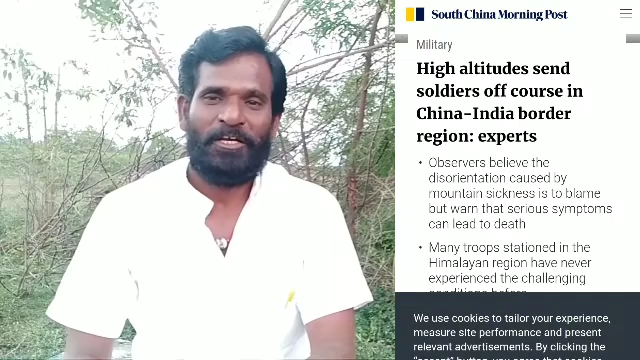 South China Morning Post
Military
High altitudes send
soldiers off course in
China-India border
region: experts
• Observers believe the
disorientation caused by
mountain sickness is to blame
but warn that serious symptoms
can lead to death
• Many troops stationed in the
Himalayan region have never
experienced the challenging
conditions before
We use cookies to tailor your experience,
measure site performance and present
relevant advertisements. By clicking the